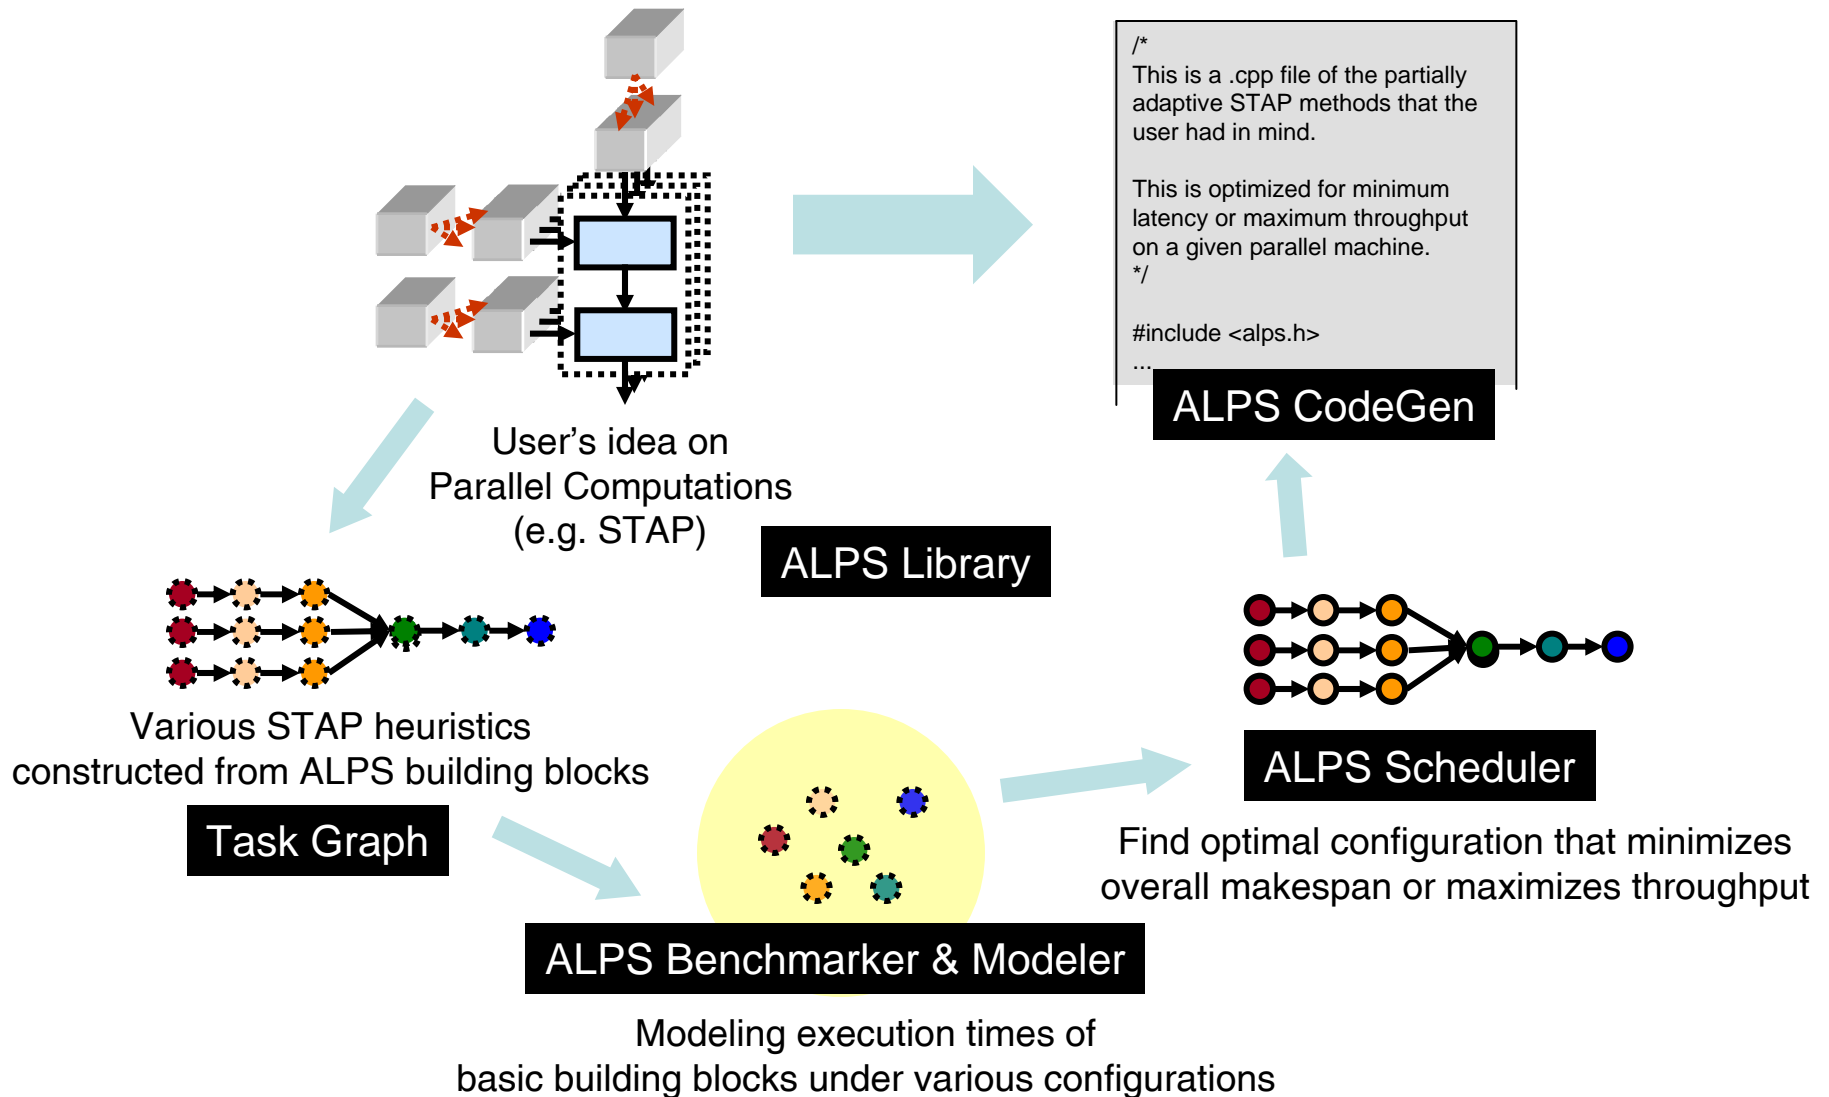 /*
This is a .cpp file of the partially
adaptive STAP methods that the
user had in mind.
This is optimized for minimum
latency or maximum throughput
on a given parallel machine.
*/
#include <alps.h>
...
ALPS CodeGen
User’s idea on
Parallel Computations
(e.g. STAP)
ALPS Library
Various STAP heuristics
constructed from ALPS building blocks
Task Graph
ALPS Benchmarker & Modeler
Modeling execution times of
basic building blocks under various configurations
ALPS Scheduler
Find optimal configuration that minimizes
overall makespan or maximizes throughput